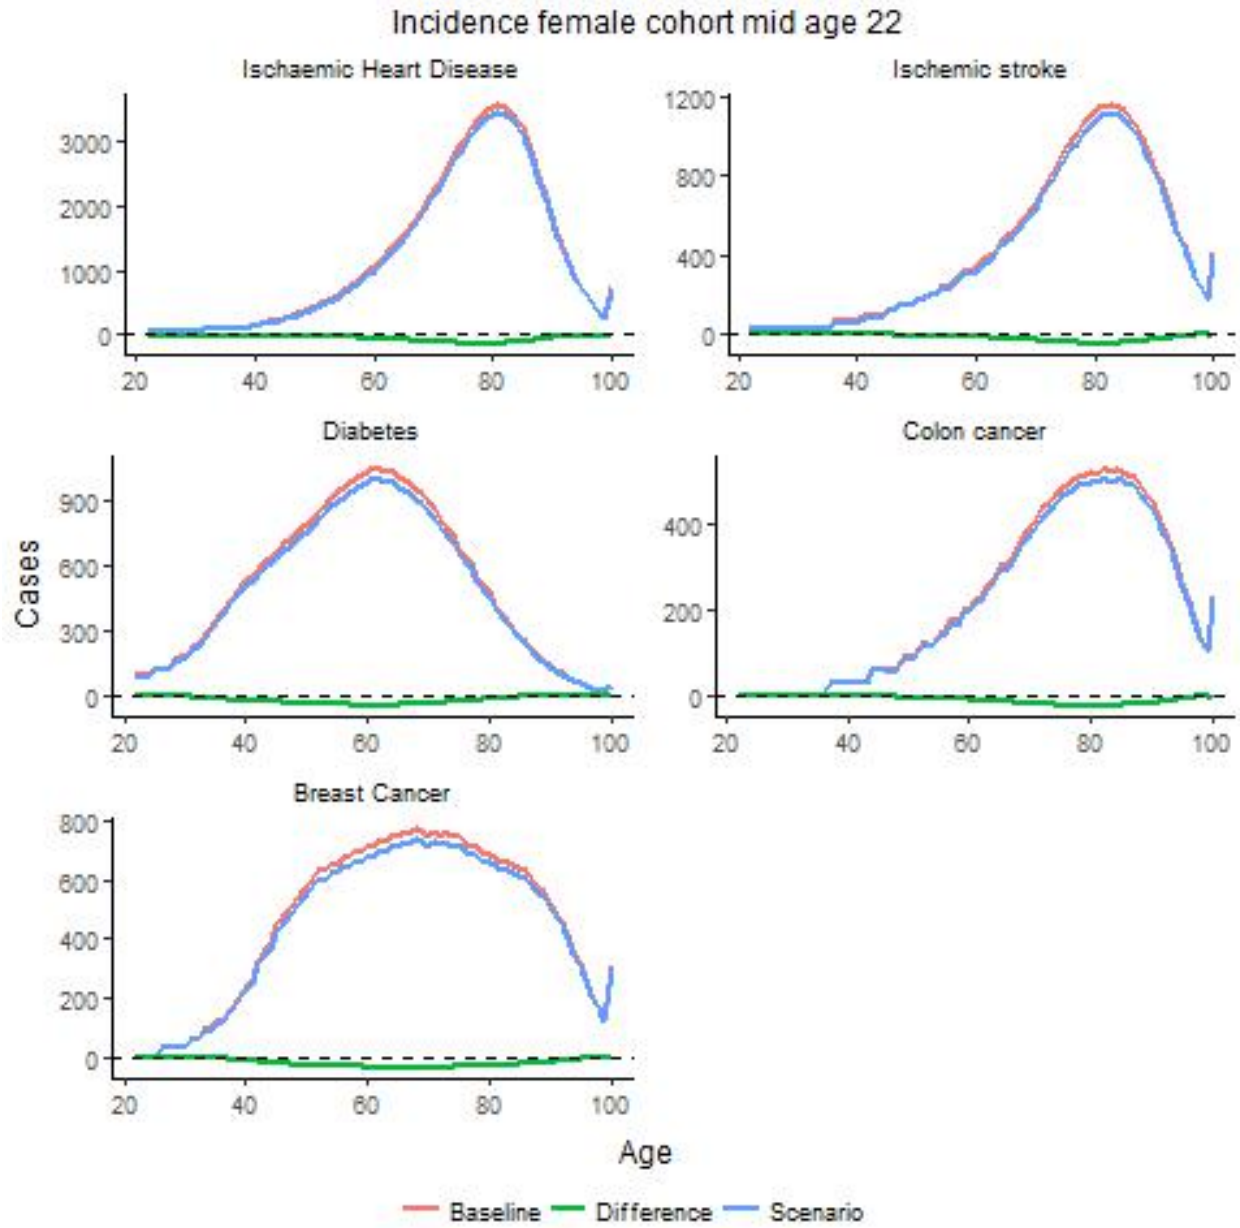 Incidence female cohort mid age 22
Ischaemic Heart Disease
3000
2000
1000
0
20 40 60 80 100
Ischemic stroke
1200
800
400
0
20 40 60 80 100
Diabetes
900
600
300
0
20 40 60 80 100
Colon cancer
400
200
0
20 40 60 80 100
Breast Cancer
800
600
400
200
0
20 40 60 80 100
Cases
Age
Baseline Difference Scenario